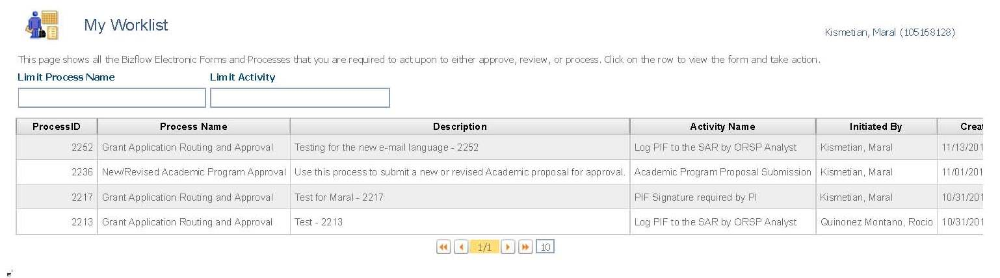 My Worklist
Kismetian, Maral (105168128)
This page shows all the Bizflow Electronic Forms and Processes that you are required to act upon to either approve, review, or process. Click on the row to view the form and take action.
Limit Process Name Limit Activity
ProcessID Process Name Description Activity Name Initiated By Creat
2252 Grant Application Routing and Approval Testing for the new e-mail language - 2252 Log PIF to the SAR by ORSP Analyst Kismetian, Maral 11/13/201
2236 New/Revised Academic Program Approval Use this process to submit a new or revised Academic proposal for approval. Academic Program Proposal Submission Kismetian, Maral 11/01/201
2217 Grant Application Routing and Approval Test for Maral - 2217 PIF Signature required by PI Kismetian, Maral 10/31/201
2213 Grant Application Routing and Approval Test - 2213 Log PIF to the SAR by ORSP Analyst Quinonez Montano, Rocio 10/31/201
1/1 10